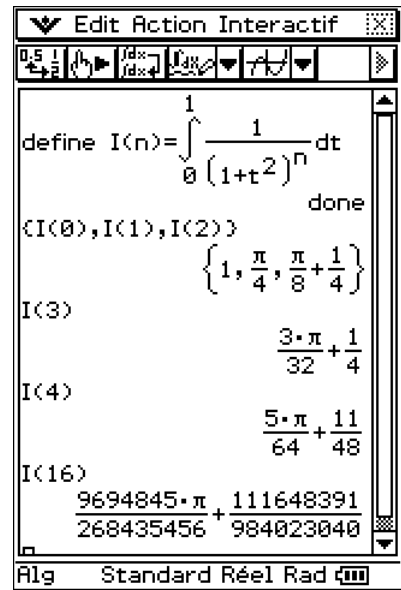 Edit Action Interactif
define I(n)=∫₀¹ 1/(1+t²)ⁿ dt
done
{I(0),I(1),I(2)}
{1, π/4, π/8+1/4}
I(3)
3·π/32+1/4
I(4)
5·π/64+11/48
I(16)
9694845·π/268435456+111648391/984023040
Alg Standard Réel Rad